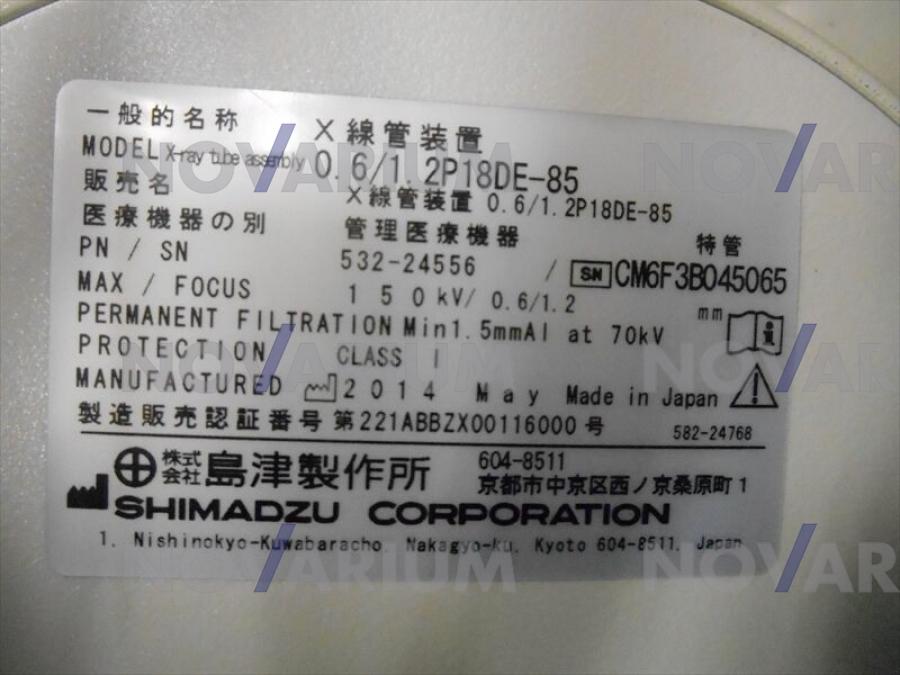 一般的名称 X線管装置
MODEL X-ray tube assembly 0.6/1.2P18DE-85
販売名 X線管装置 0.6/1.2P18DE-85
医療機器の別 管理医療機器 特管
PN / SN 532-24556 / SN CM6F3B045065
MAX / FOCUS 150kV/ 0.6/1.2 mm
PERMANENT FILTRATION Min1.5mmAl at 70kV
PROTECTION CLASS I
MANUFACTURED 2014 May Made in Japan
製造販売認証番号 第221ABBZX00116000号 582-24768
株式会社 島津製作所 604-8511
京都市中京区西ノ京桑原町1
SHIMADZU CORPORATION
1. Nishinokyo-Kuwabaracho. Nakagyo-ku. Kyoto 604-8511. Japan
NOVARIUM
NOVARIUM
NOVARIUM
NOVARIUM
NOVAR
NOVAR
NOVAR